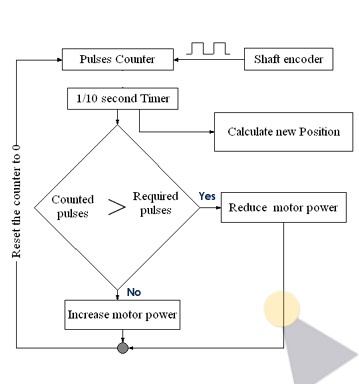 Pulses Counter
Shaft encoder
1/10 second Timer
Calculate new Position
Counted
pulses
>
Required
pulses
Yes
Reduce motor power
No
Increase motor power
Reset the counter to 0